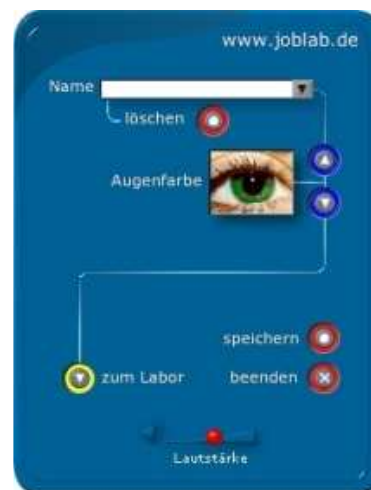 www.joblab.de
Name
löschen
Augenfarbe
speichern
zum Labor beenden
Lautstärke